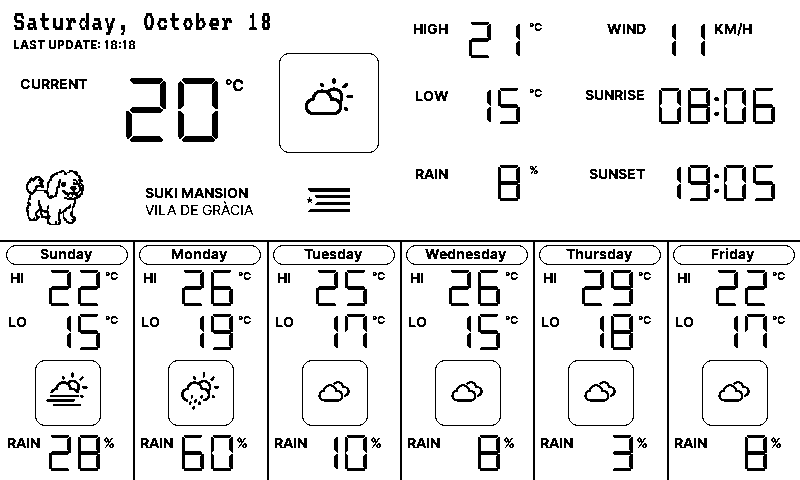 Saturday, October 18
LAST UPDATE: 18:18
CURRENT 20 °C
HIGH 21 °C
WIND 11 KM/H
LOW 15 °C
SUNRISE 08:06
RAIN 8 %
SUNSET 19:05
SUKI MANSION
VILA DE GRÀCIA
Sunday
HI 22 °C
LO 15 °C
RAIN 28 %
Monday
HI 26 °C
LO 19 °C
RAIN 60 %
Tuesday
HI 25 °C
LO 17 °C
RAIN 10 %
Wednesday
HI 26 °C
LO 15 °C
RAIN 8 %
Thursday
HI 29 °C
LO 18 °C
RAIN 3 %
Friday
HI 22 °C
LO 17 °C
RAIN 8 %